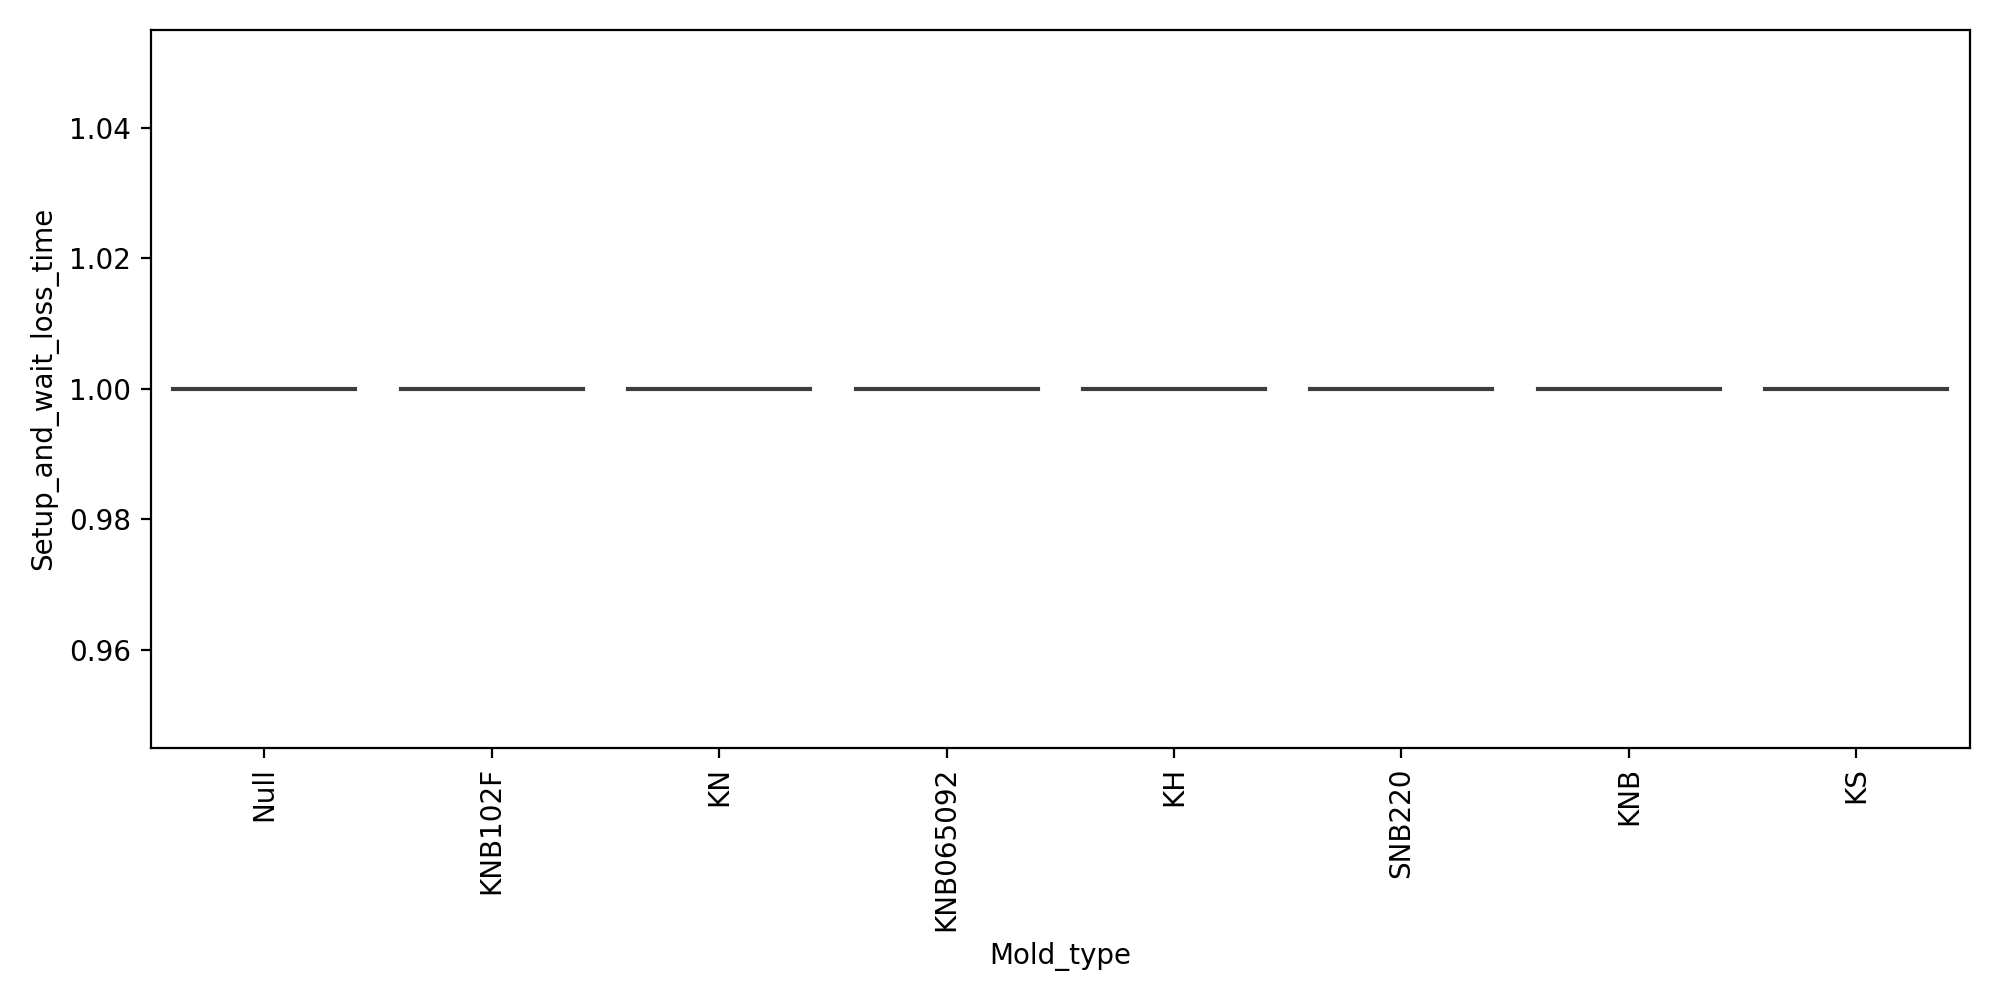 Setup_and_wait_loss_time
1.04
1.02
1.00
0.98
0.96
Null
KNB102F
KN
KNB065092
KH
SNB220
KNB
KS
Mold_type